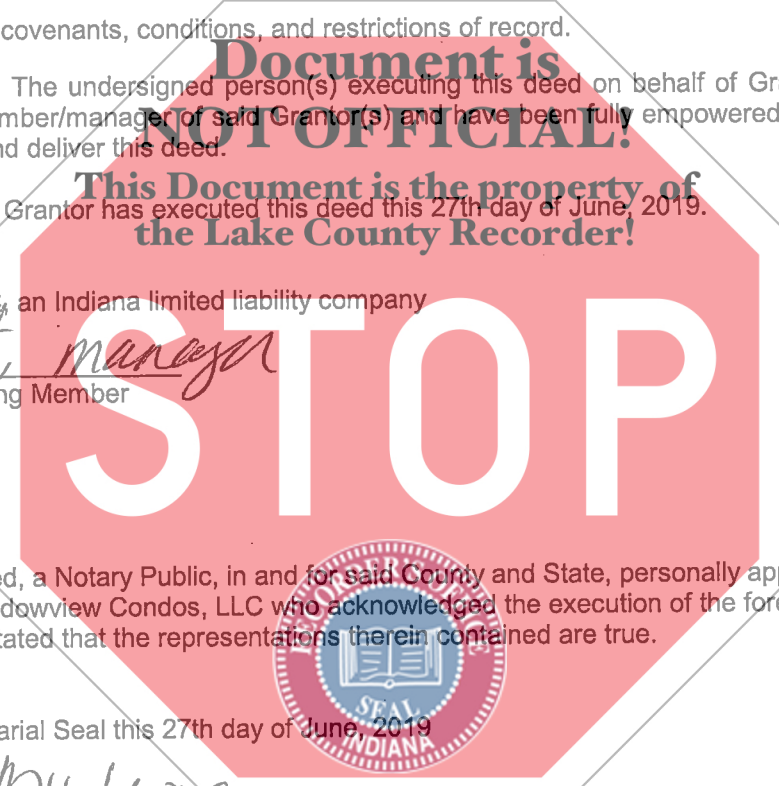 covenants, conditions, and restrictions of record.
Document is
The undersigned person(s) executing this deed on behalf of Gr
mber/manager of said Grantor(s) and have been fully empowered
NOT OFFICIAL!
nd deliver this deed.
This Document is the property of
Grantor has executed this deed this 27th day of June, 2019.
the Lake County Recorder!
an Indiana limited liability company
manager
ng Member
STOP
ed, a Notary Public, in and for said County and State, personally ap
dowview Condos, LLC who acknowledged the execution of the for
tated that the representations therein contained are true.
RECORDER'S OFFICE
SEAL
INDIANA
arial Seal this 27th day of June, 2019